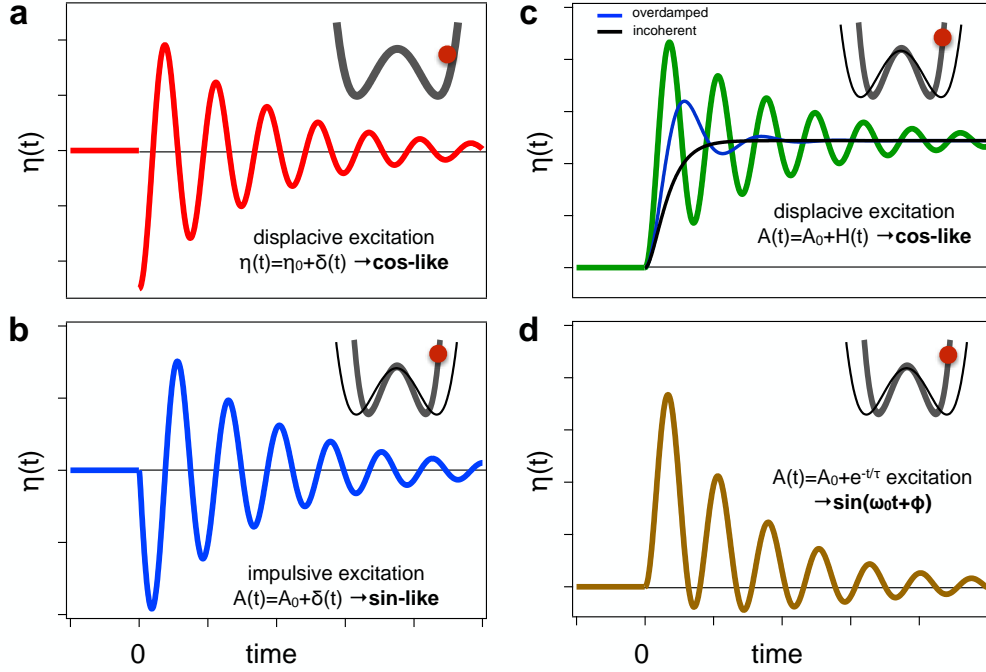 a
η(t)
displacive excitation
η(t)=η₀+δ(t) →cos-like
b
η(t)
impulsive excitation
A(t)=A₀+δ(t) →sin-like
0 time
c
overdamped
incoherent
η(t)
displacive excitation
A(t)=A₀+H(t) →cos-like
d
η(t)
A(t)=A₀+e^-t/τ excitation
→sin(ω₀t+ϕ)
0 time